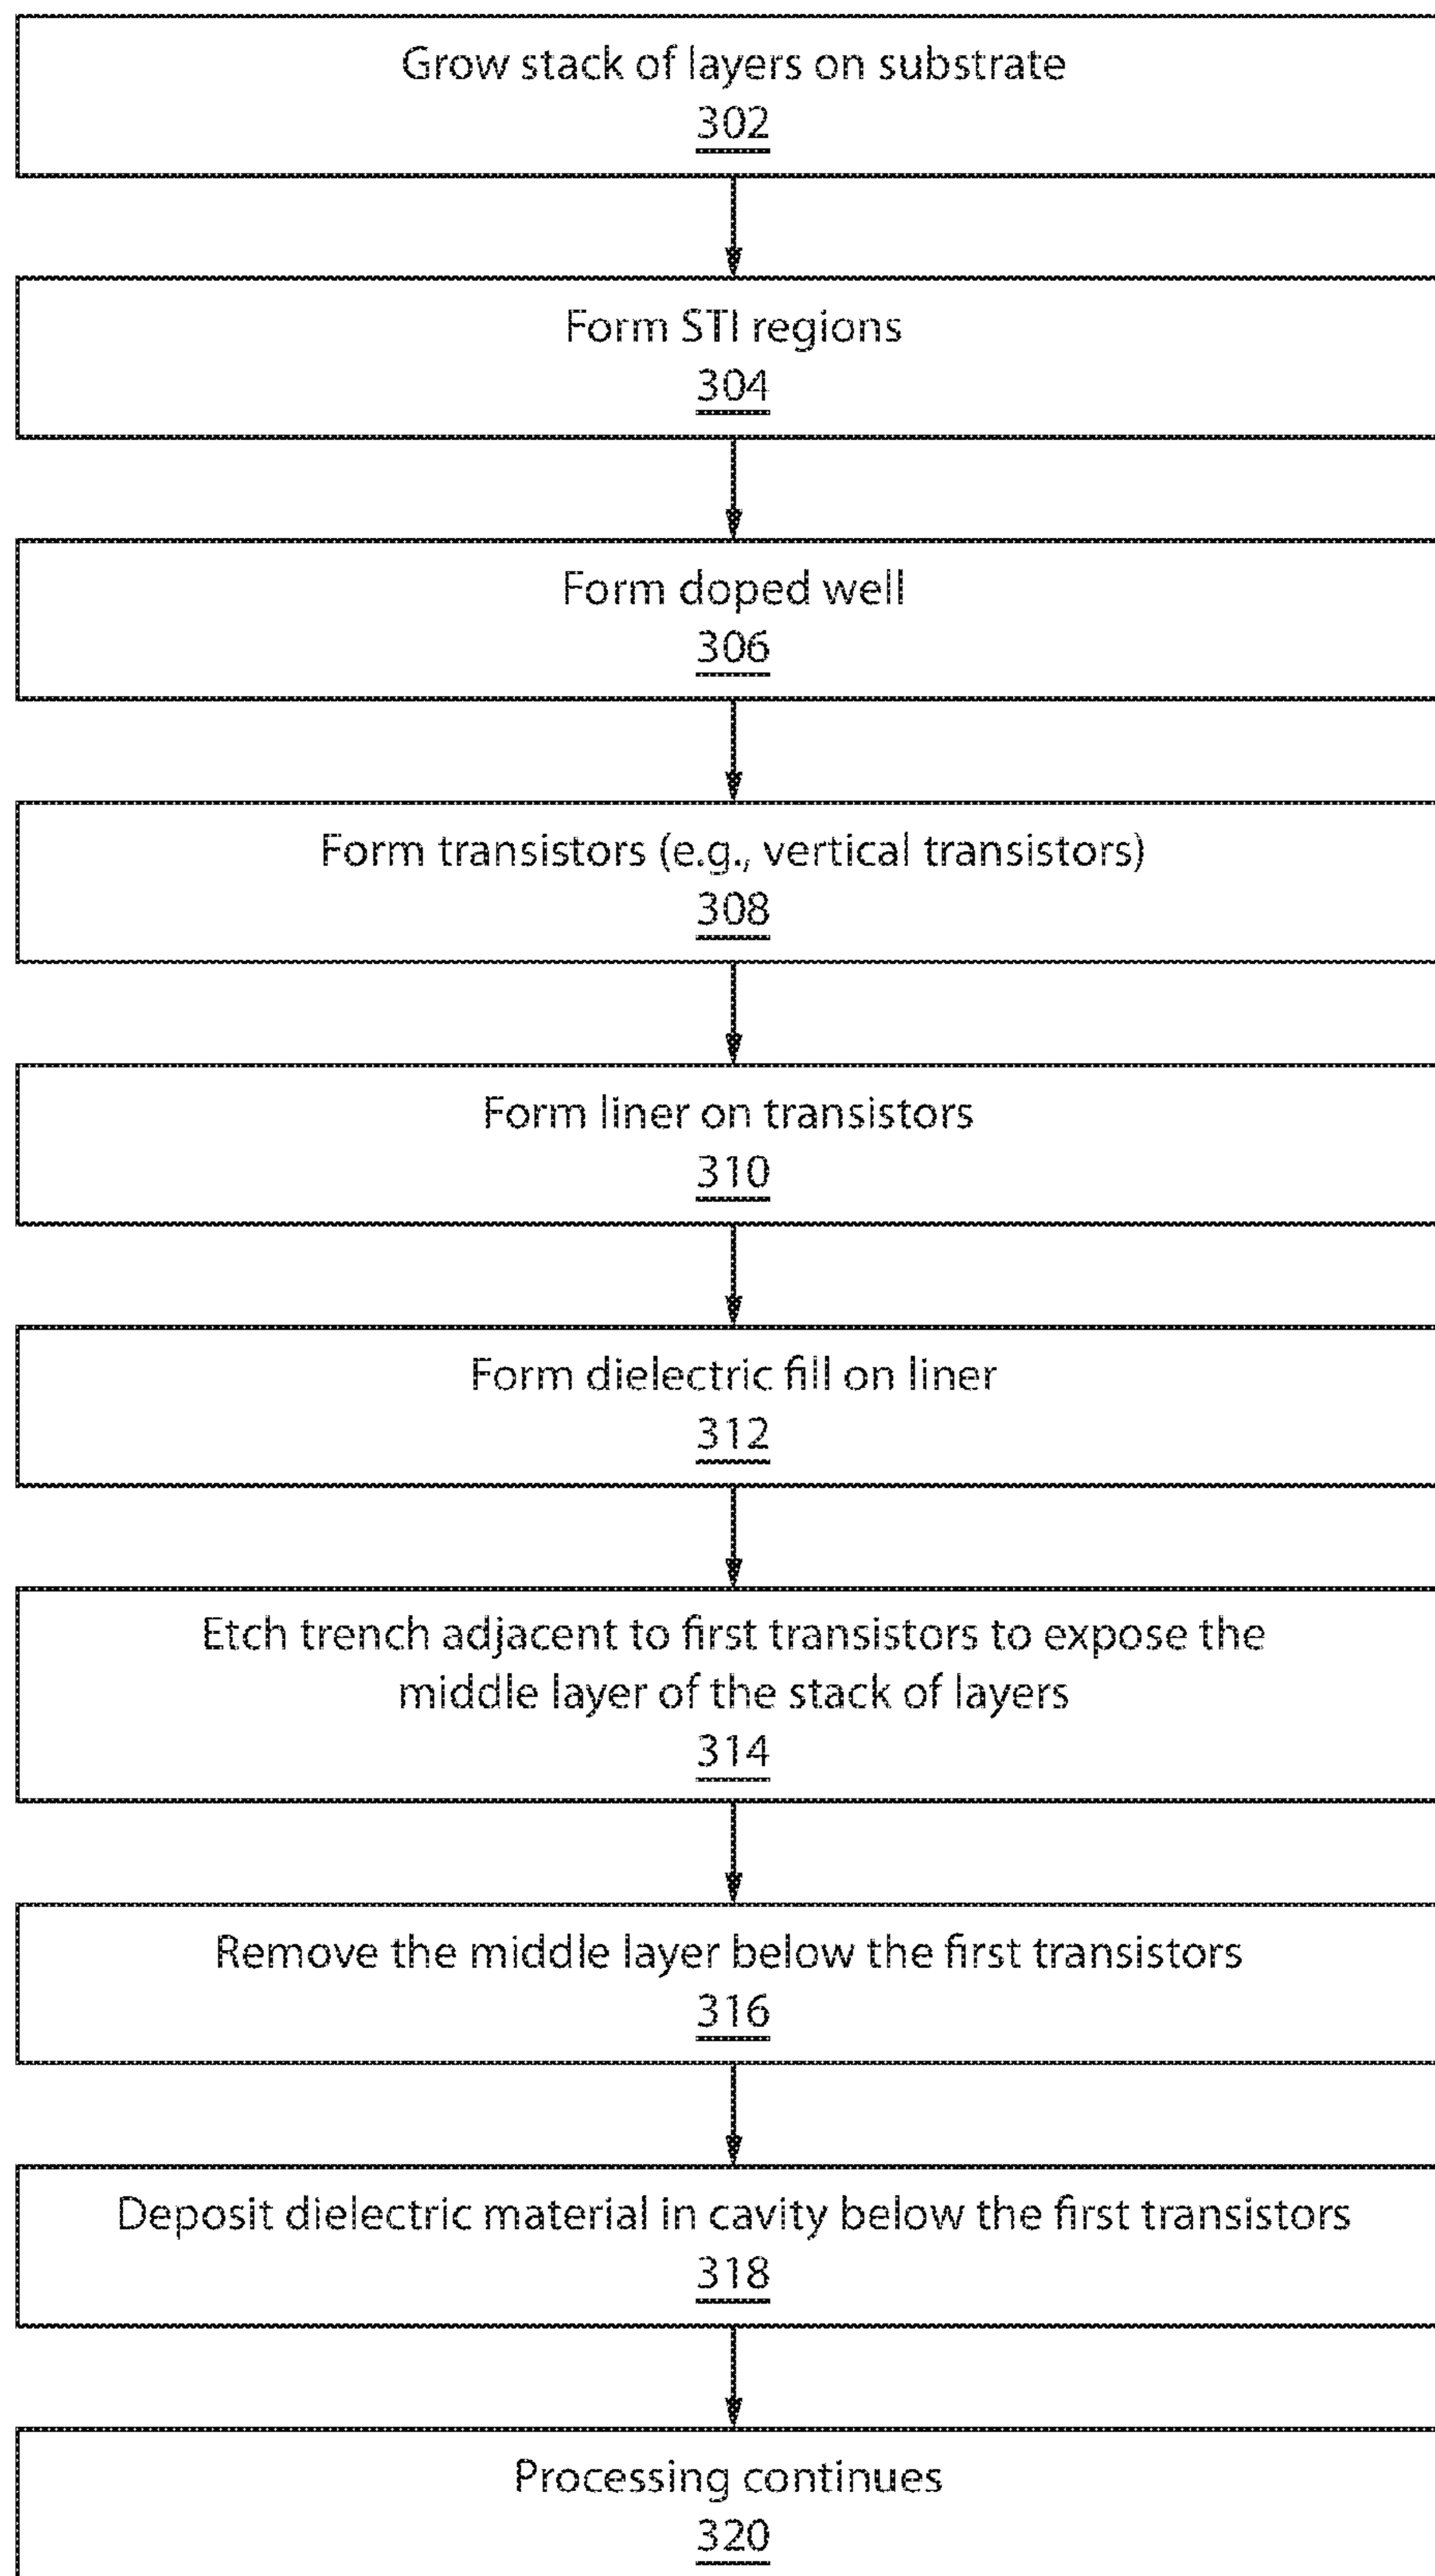 Grow stack of layers on substrate
302
Form STI regions
304
Form doped well
306
Form transistors (e.g., vertical transistors)
308
Form liner on transistors
310
Form dielectric fill on liner
312
Etch trench adjacent to first transistors to expose the
middle layer of the stack of layers
314
Remove the middle layer below the first transistors
316
Deposit dielectric material in cavity below the first transistors
318
Processing continues
320